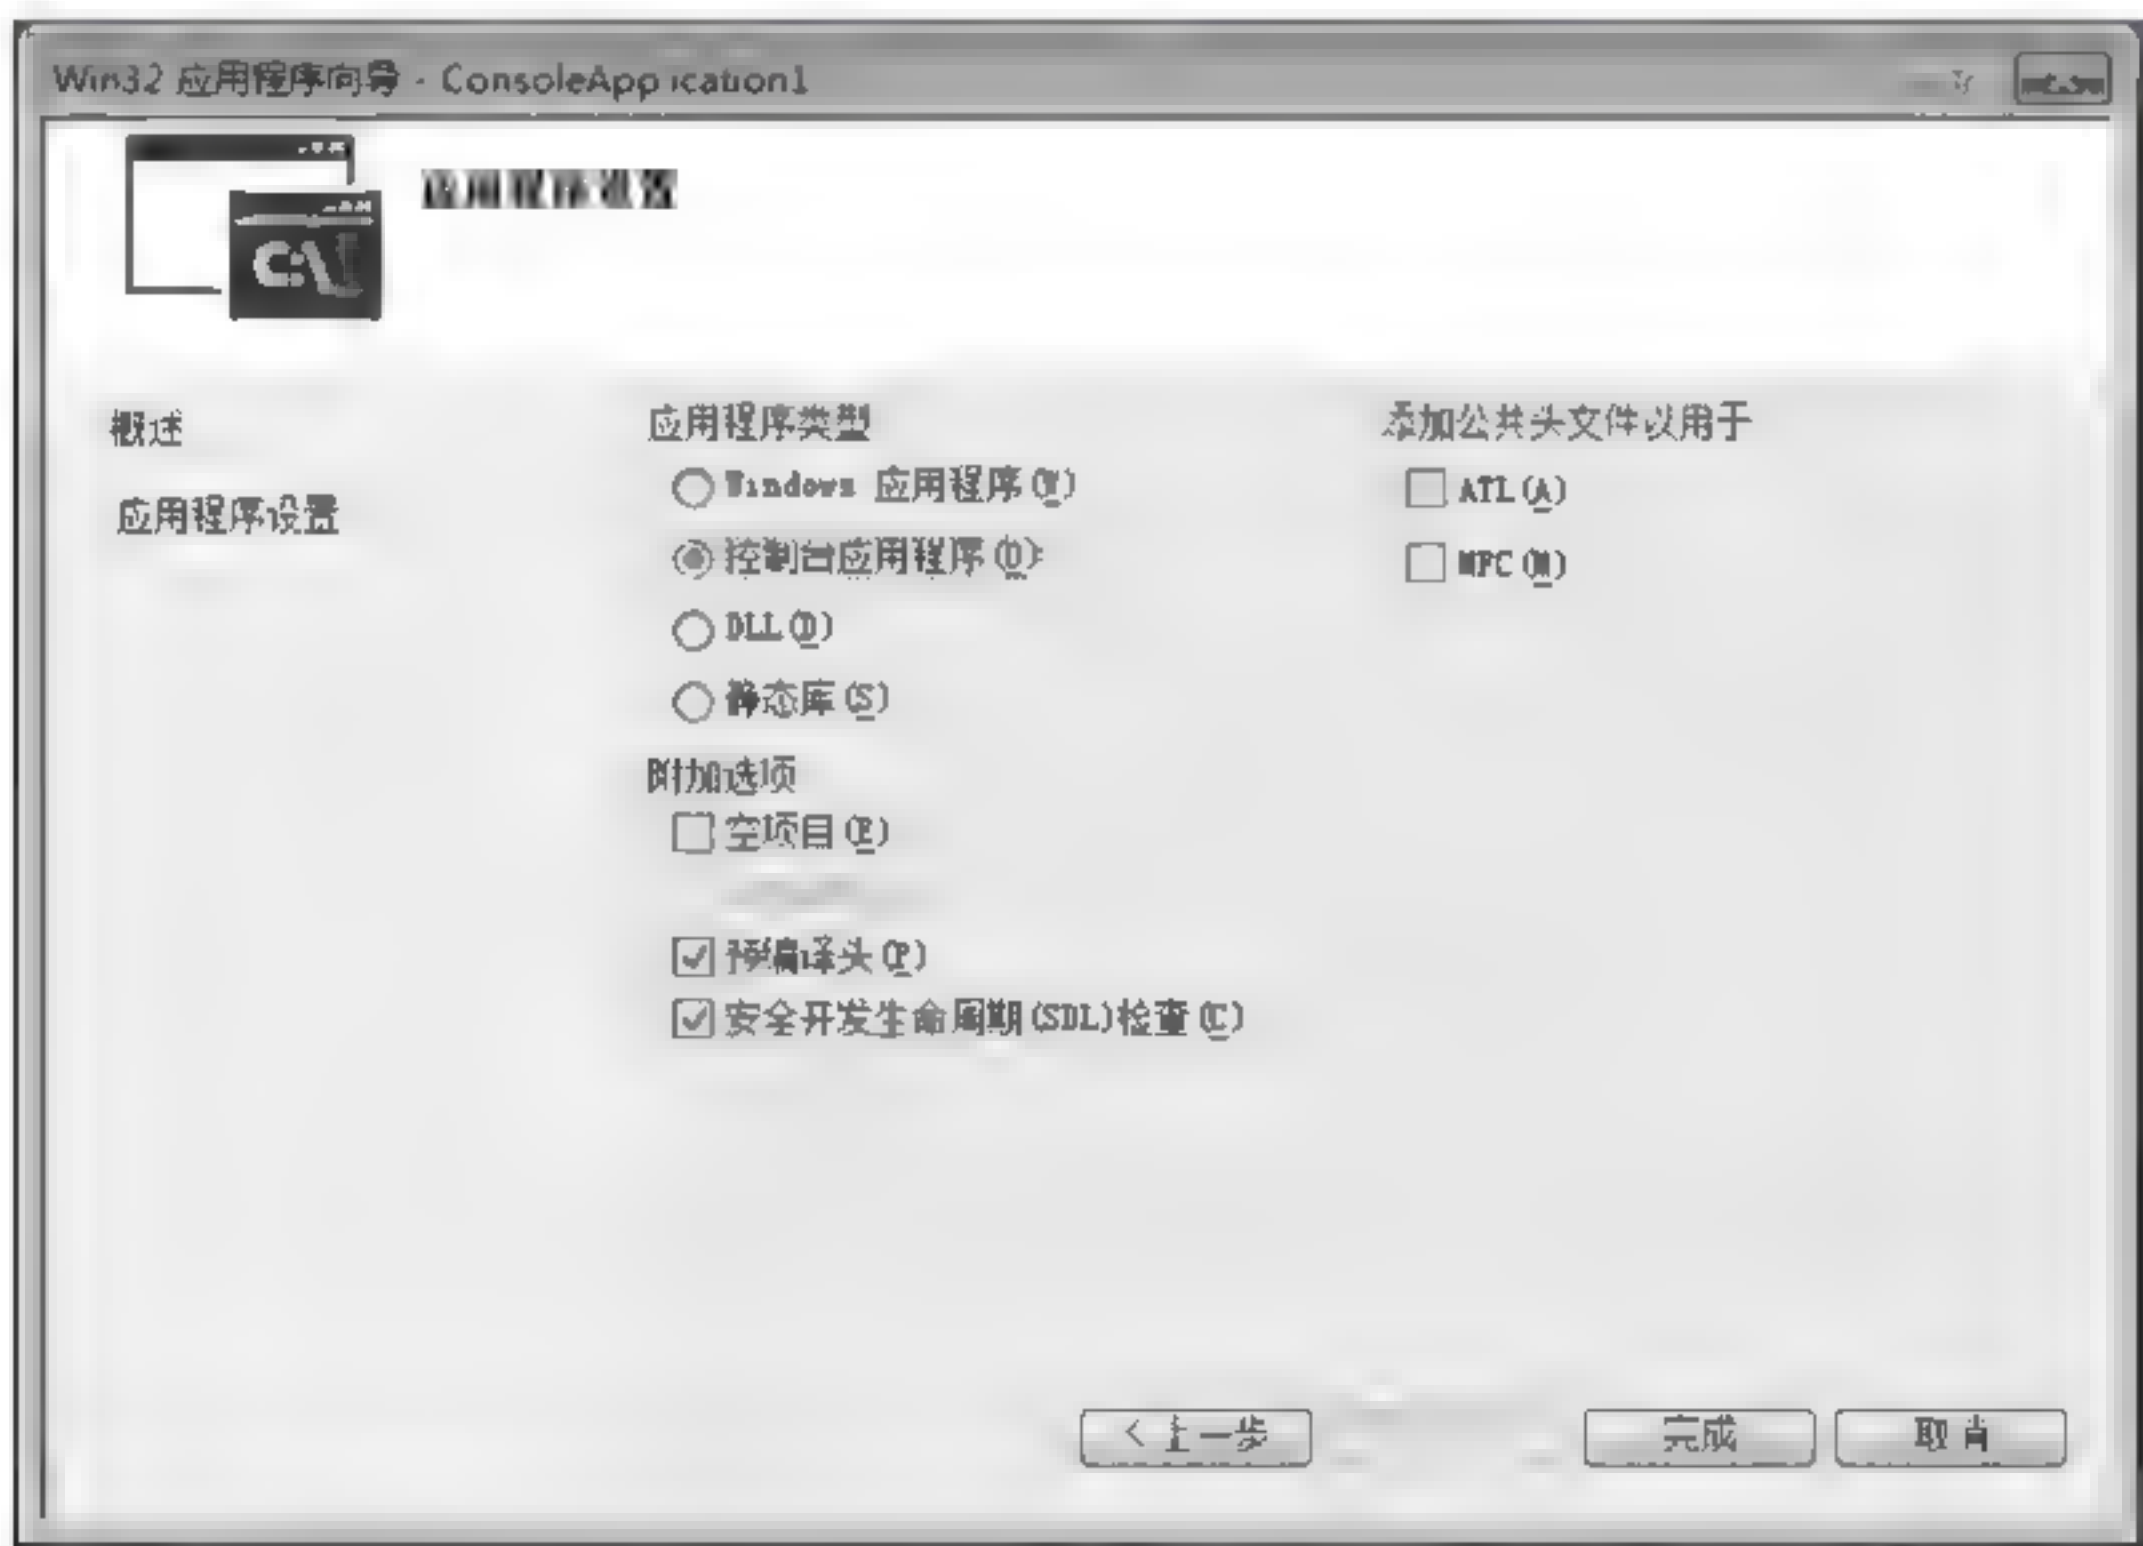 Win32 应用程序向导 - ConsoleApplication1
C:\
应用程序设置
概述
应用程序设置
应用程序类型
Windows 应用程序(W)
控制台应用程序(O)
DLL(D)
静态库(S)
附加选项
空项目(E)
预编译头(P)
安全开发生命周期(SDL)检查(C)
添加公共头文件以用于
ATL(A)
MFC(M)
< 上一步
完成
取消